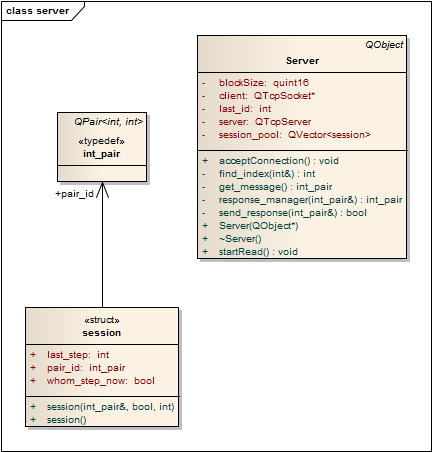 class server
QObject
Server
- blockSize: quint16
- client: QTcpSocket*
- last_id: int
- server: QTcpServer
- session_pool: QVector<session>
+ acceptConnection() : void
- find_index(int&) : int
- get_message() : int_pair
- response_manager(int_pair&) : int_pair
- send_response(int_pair&) : bool
+ Server(QObject*)
+ ~Server()
+ startRead() : void
QPair<int, int>
«typedef»
int_pair
+pair_id
«struct»
session
+ last_step: int
+ pair_id: int_pair
+ whom_step_now: bool
+ session(int_pair&, bool, int)
+ session()